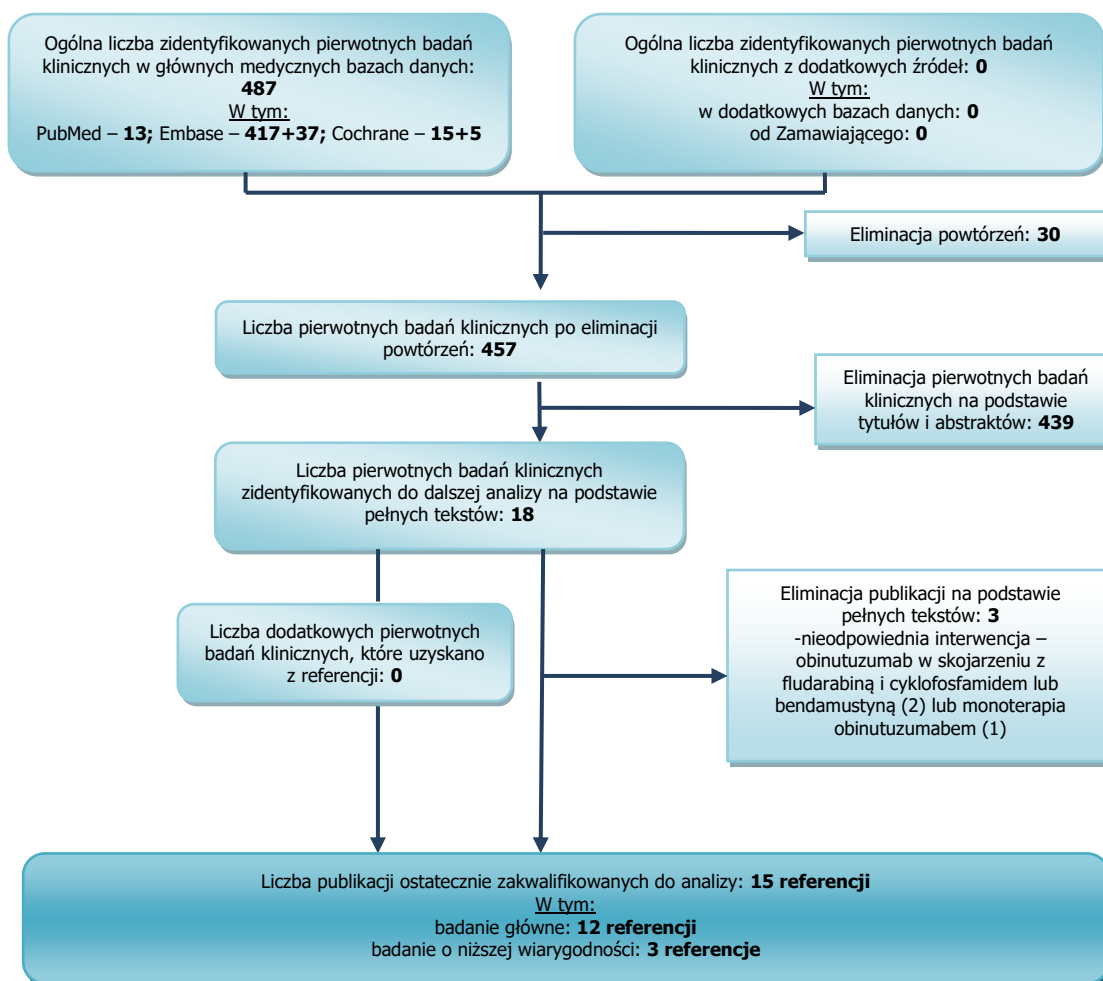 Ogólna liczba zidentyfikowanych pierwotnych badań
klinicznych w głównych medycznych bazach danych:
487
W tym:
PubMed – 13; Embase – 417+37; Cochrane – 15+5
Ogólna liczba zidentyfikowanych pierwotnych badań
klinicznych z dodatkowych źródeł: 0
W tym:
w dodatkowych bazach danych: 0
od Zamawiającego: 0
Eliminacja powtórzeń: 30
Liczba pierwotnych badań klinicznych po eliminacji
powtórzeń: 457
Eliminacja pierwotnych badań
klinicznych na podstawie
tytułów i abstraktów: 439
Liczba pierwotnych badań klinicznych
zidentyfikowanych do dalszej analizy na podstawie
pełnych tekstów: 18
Liczba dodatkowych pierwotnych
badań klinicznych, które uzyskano
z referencji: 0
Eliminacja publikacji na podstawie
pełnych tekstów: 3
-nieodpowiednia interwencja –
obinutuzumab w skojarzeniu z
fludarabiną i cyklofosfamidem lub
bendamustyną (2) lub monoterapia
obinutuzumabem (1)
Liczba publikacji ostatecznie zakwalifikowanych do analizy: 15 referencji
W tym:
badanie główne: 12 referencji
badanie o niższej wiarygodności: 3 referencje